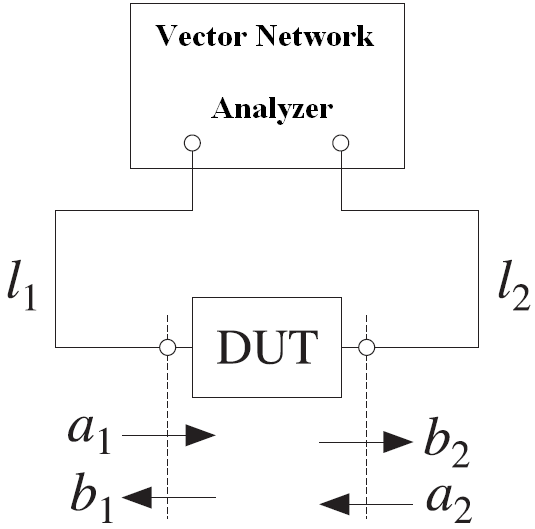 Vector Network
Analyzer
l1
l2
DUT
a1
b2
b1
a2